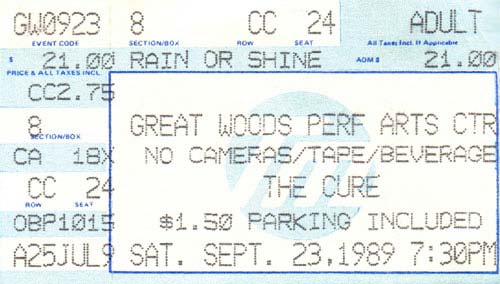 GW0923 8 CC 24 ADULT
EVENT CODE SECTION/BOX ROW SEAT All Taxes Incl. If Applicable
$ 21.00 RAIN OR SHINE ADM$ 21.00
PRICE & ALL TAXES INCL.
CC2.75
8 GREAT WOODS PERF ARTS CTR
SECTION/BOX
CA 18X NO CAMERAS/TAPE/BEVERAGE
CC 24 THE CURE
ROW SEAT
OBP1015 $1.50 PARKING INCLUDED
A25JUL9 SAT. SEPT. 23,1989 7:30PM